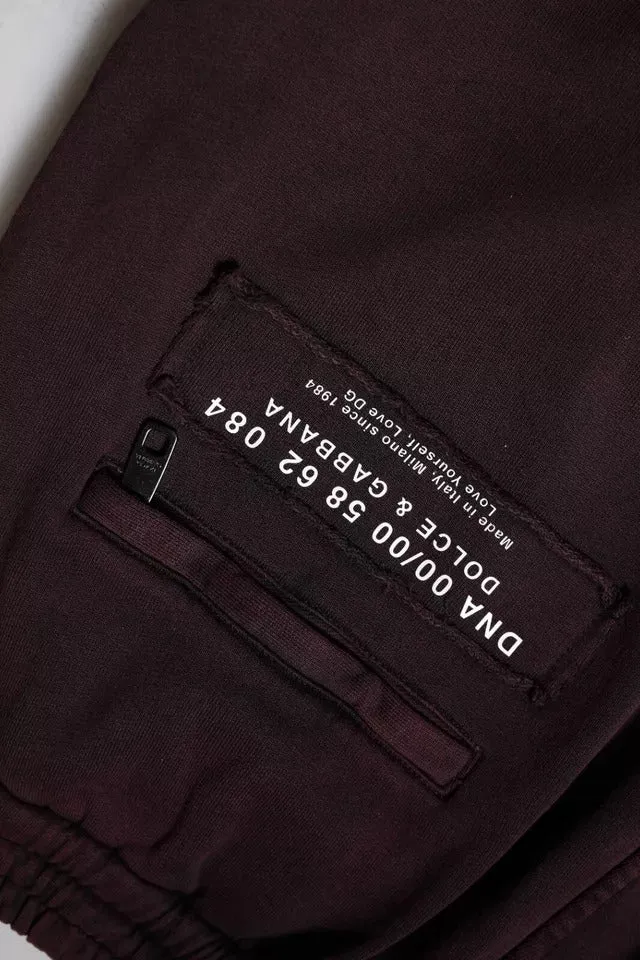 DNA 00/00 58 62 084
DOLCE & GABBANA
Made in Italy, Milano since 1984
Love Yourself, Love DG